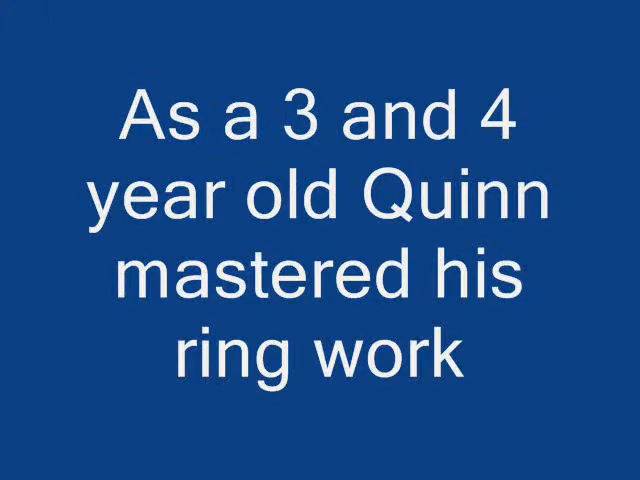 As a 3 and 4
year old Quinn
mastered his
ring work